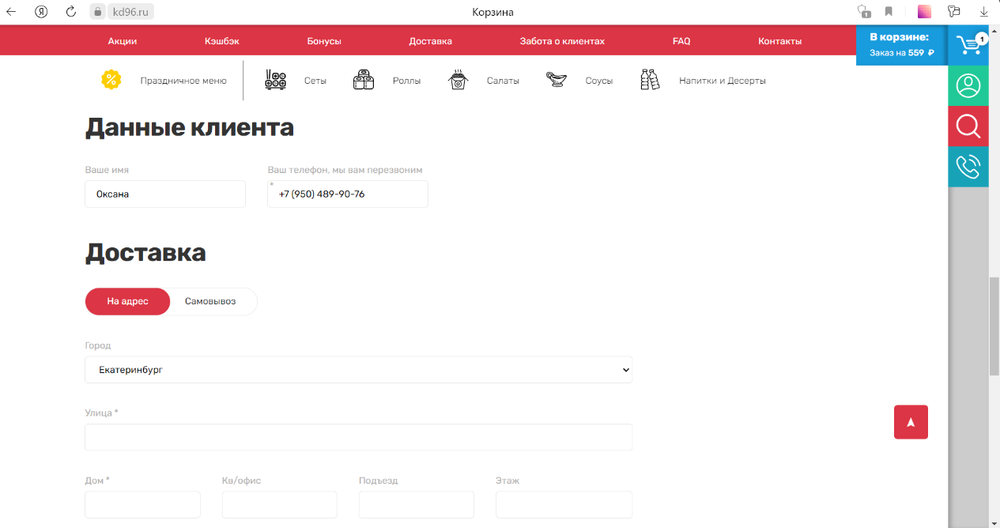 kd96.ru Корзина 1
Акции Кэшбэк Бонусы Доставка Забота о клиентах FAQ Контакты
В корзине:
Заказ на 559 ₽
1
% Праздничное меню Сеты Роллы Салаты Соусы Напитки и Десерты
Данные клиента
Ваше имя Ваш телефон, мы вам перезвоним
Оксана * +7 (950) 489-90-76
Доставка
На адрес Самовывоз
Город
Екатеринбург
Улица *
Дом * Кв/офис Подъезд Этаж